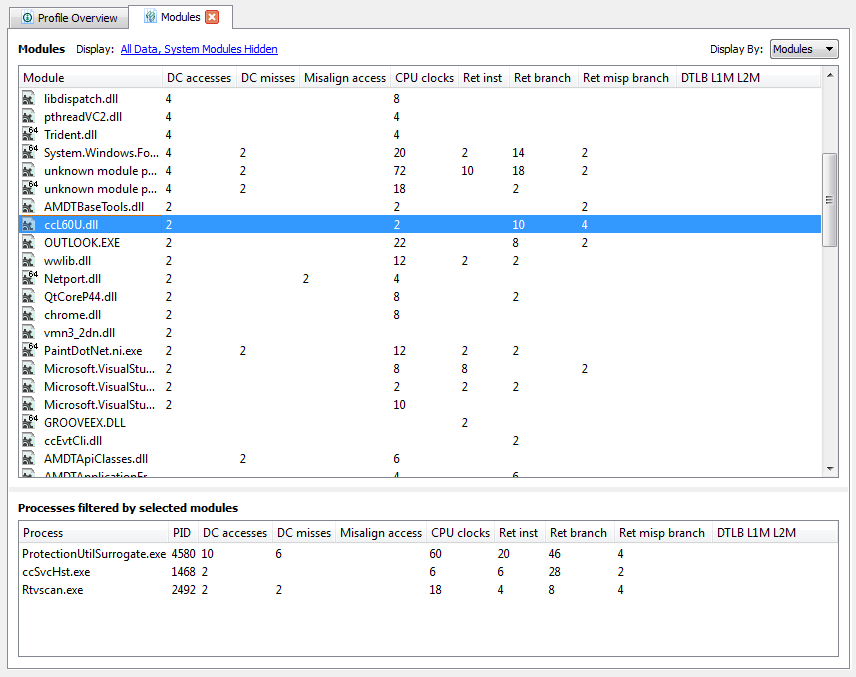 Profile Overview Modules
Modules Display: All Data, System Modules Hidden Display By: Modules
Module DC accesses DC misses Misalign access CPU clocks Ret inst Ret branch Ret misp branch DTLB L1M L2M
libdispatch.dll 4 8
pthreadVC2.dll 4 4
64 Trident.dll 4 4
64 System.Windows.Fo... 4 2 20 2 14 2
unknown module p... 4 2 72 10 18 2
64 unknown module p... 4 2 18 2
AMDTBaseTools.dll 2 2 2
ccL60U.dll 2 2 10 4
OUTLOOK.EXE 2 22 8 2
wwlib.dll 2 12 2 2
64 Netport.dll 2 2 4
QtCoreP44.dll 2 8 2
chrome.dll 2 8
vmn3_2dn.dll 2
64 PaintDotNet.ni.exe 2 2 12 2 2
Microsoft.VisualStu... 2 8 8 2
Microsoft.VisualStu... 2 2 2 2
Microsoft.VisualStu... 2 10
64 GROOVEEX.DLL 2
ccEvtCli.dll 2
AMDTApiClasses.dll 2 6
AMDTApplicationFr... 4 6
Processes filtered by selected modules
Process PID DC accesses DC misses Misalign access CPU clocks Ret inst Ret branch Ret misp branch DTLB L1M L2M
ProtectionUtilSurrogate.exe 4580 10 6 60 20 46 4
ccSvcHst.exe 1468 2 6 6 28 2
Rtvscan.exe 2492 2 2 18 4 8 4